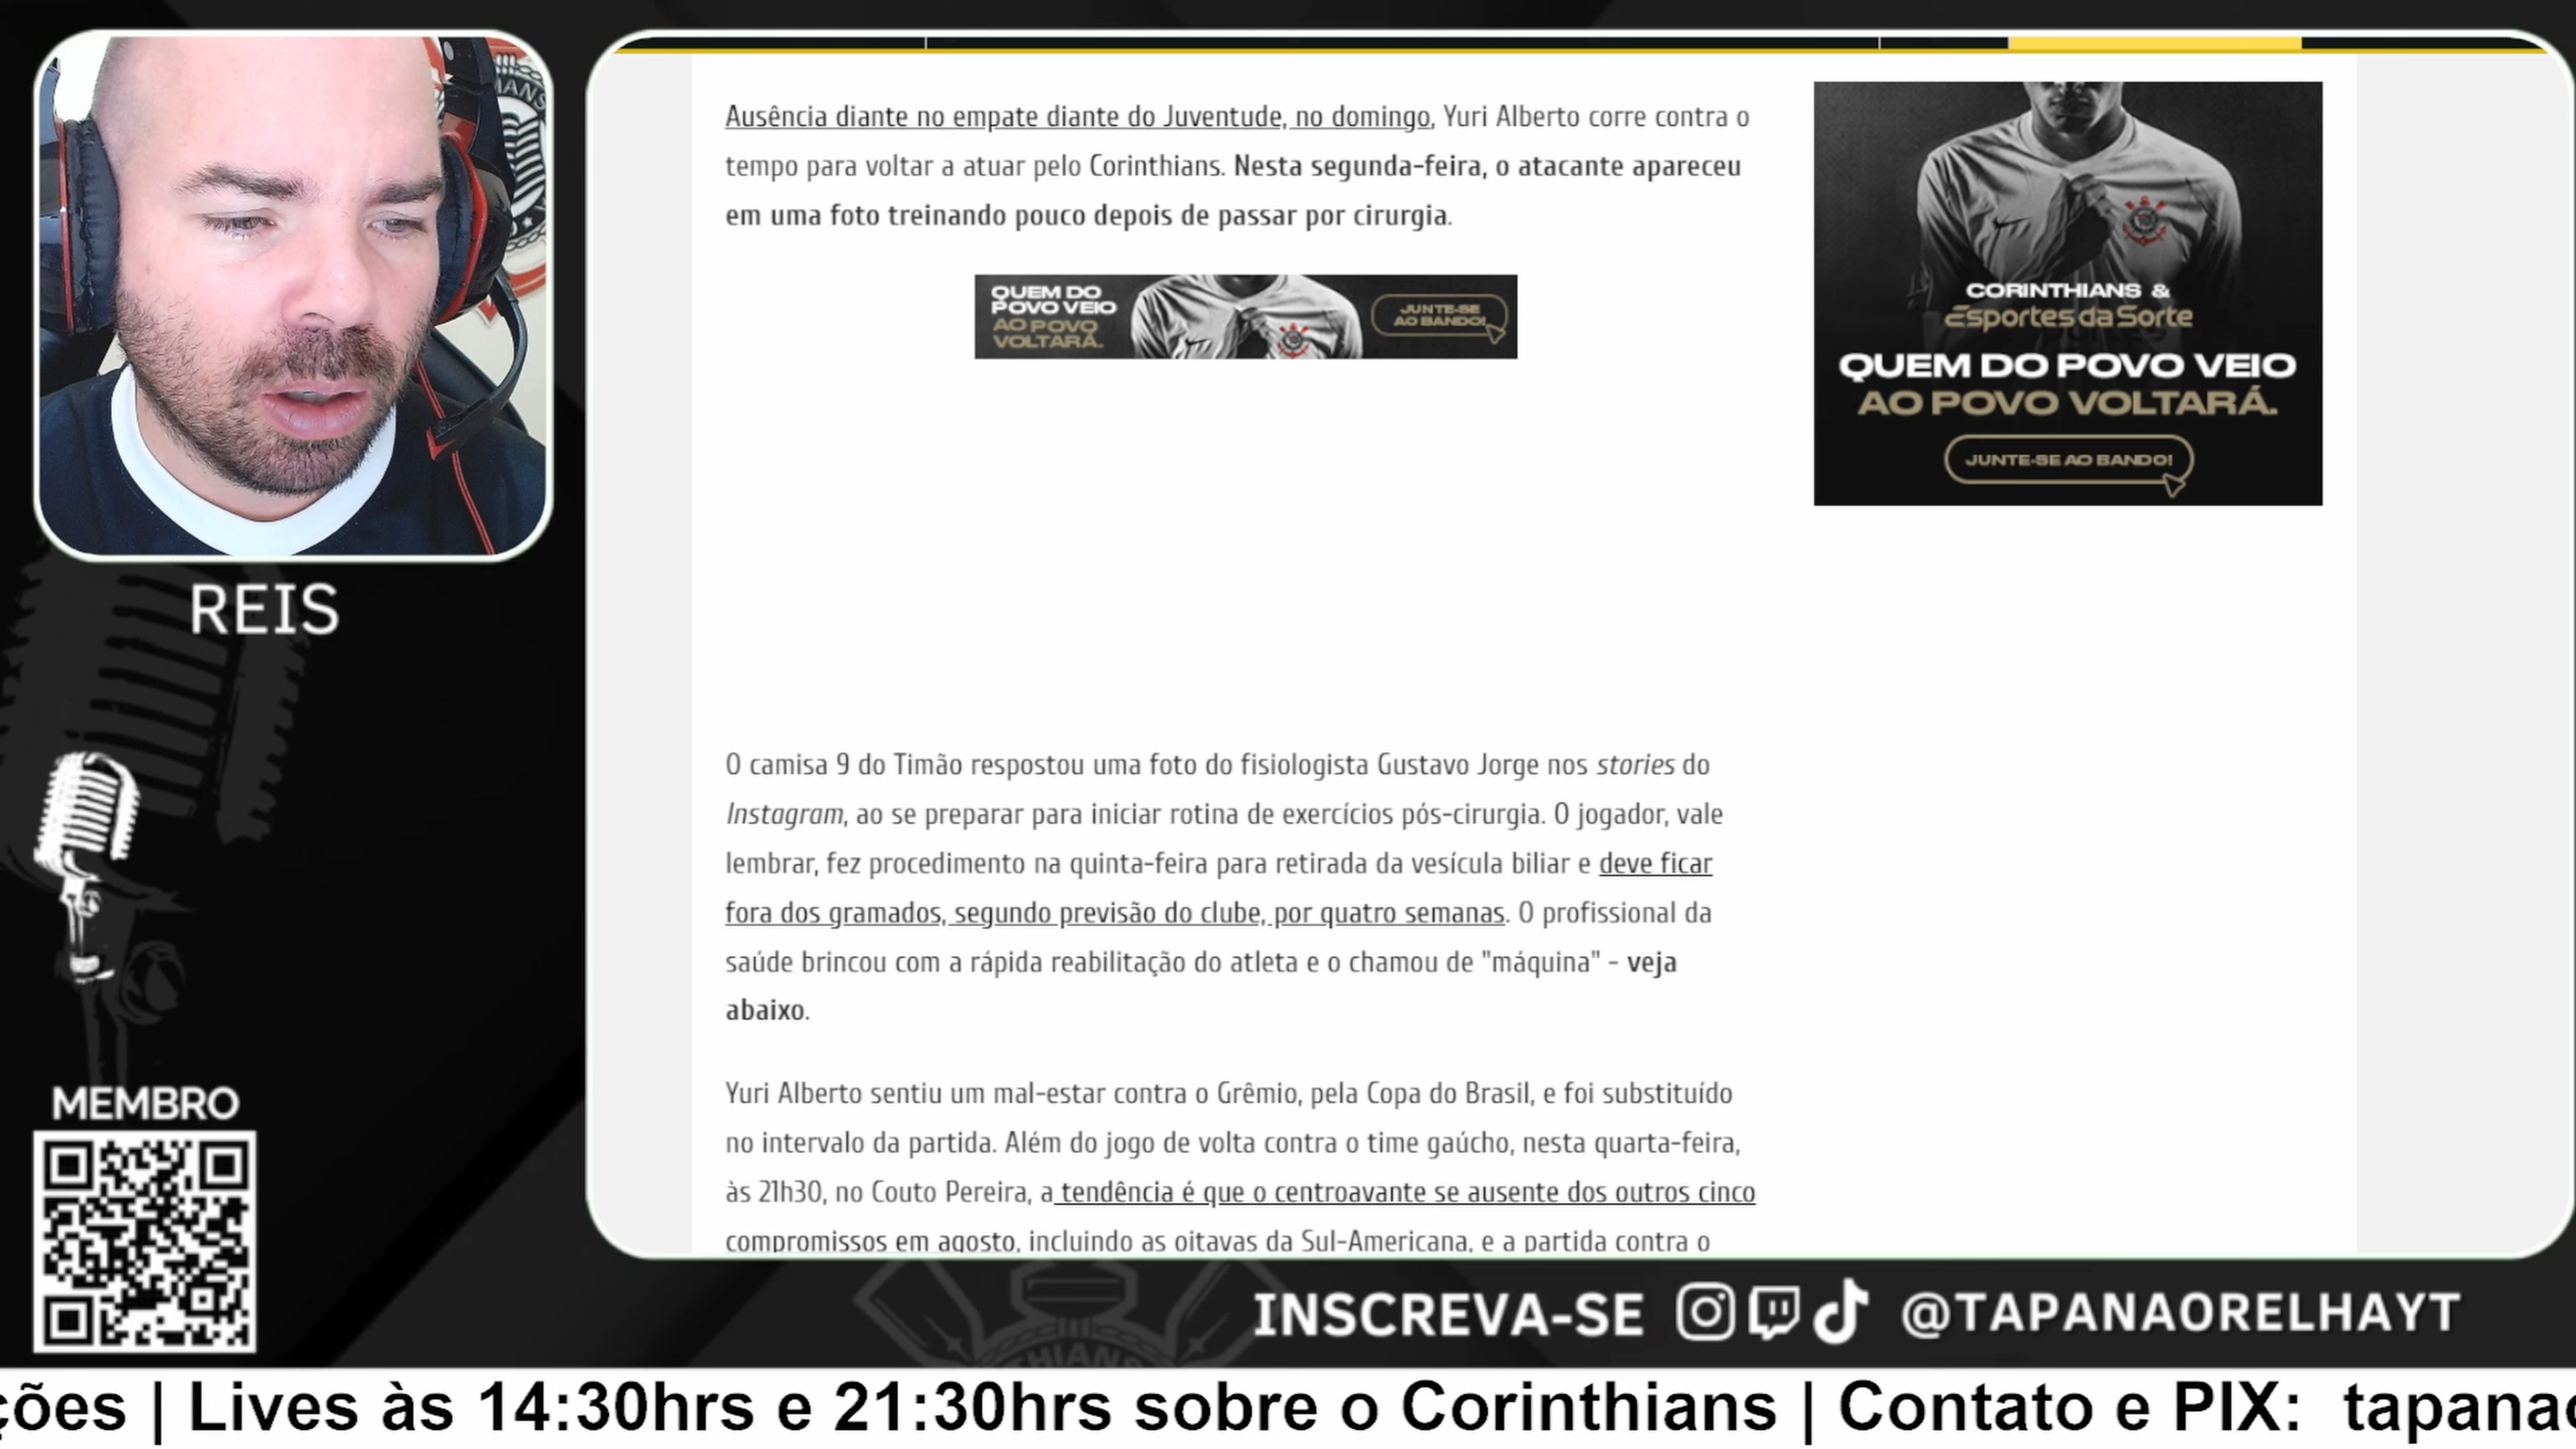 Ausência diante no empate diante do Juventude, no domingo, Yuri Alberto corre contra o
tempo para voltar a atuar pelo Corinthians. Nesta segunda-feira, o atacante apareceu
em uma foto treinando pouco depois de passar por cirurgia.
QUEM DO
POVO VEIO
AO POVO
VOLTARÁ.
JUNTE-SE
AO BANDO!
CORINTHIANS &
Esportes da Sorte
QUEM DO POVO VEIO
AO POVO VOLTARÁ.
JUNTE-SE AO BANDO!
REIS
O camisa 9 do Timão respostou uma foto do fisiologista Gustavo Jorge nos stories do
Instagram, ao se preparar para iniciar rotina de exercícios pós-cirurgia. O jogador, vale
lembrar, fez procedimento na quinta-feira para retirada da vesícula biliar e deve ficar
fora dos gramados, segundo previsão do clube, por quatro semanas. O profissional da
saúde brincou com a rápida reabilitação do atleta e o chamou de "máquina" - veja
abaixo.
Yuri Alberto sentiu um mal-estar contra o Grêmio, pela Copa do Brasil, e foi substituído
no intervalo da partida. Além do jogo de volta contra o time gaúcho, nesta quarta-feira,
às 21h30, no Couto Pereira, a tendência é que o centroavante se ausente dos outros cinco
compromissos em agosto, incluindo as oitavas da Sul-Americana, e a partida contra o
MEMBRO
INSCREVA-SE @TAPANAORELHAYT
ções | Lives às 14:30hrs e 21:30hrs sobre o Corinthians | Contato e PIX: tapanao